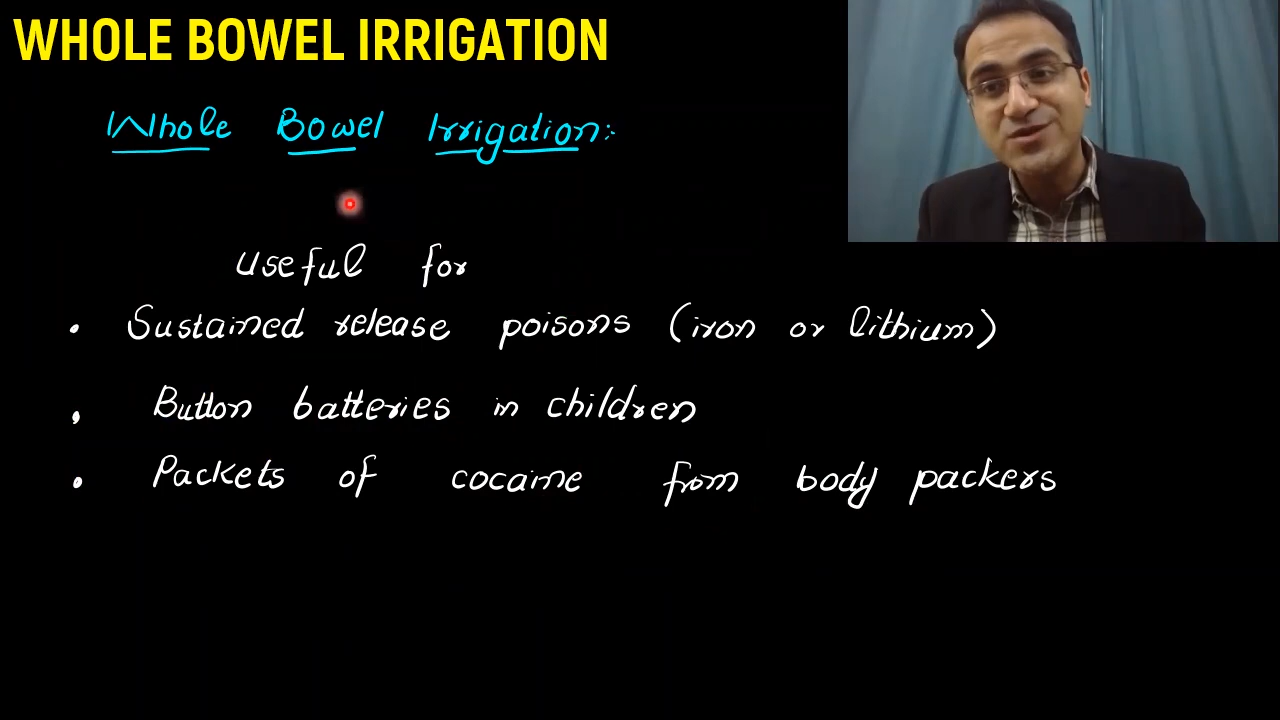 WHOLE BOWEL IRRIGATION
Whole Bowel Irrigation:
useful for
• Sustained release poisons (iron or lithium)
• Button batteries in children
• Packets of cocaine from body packers